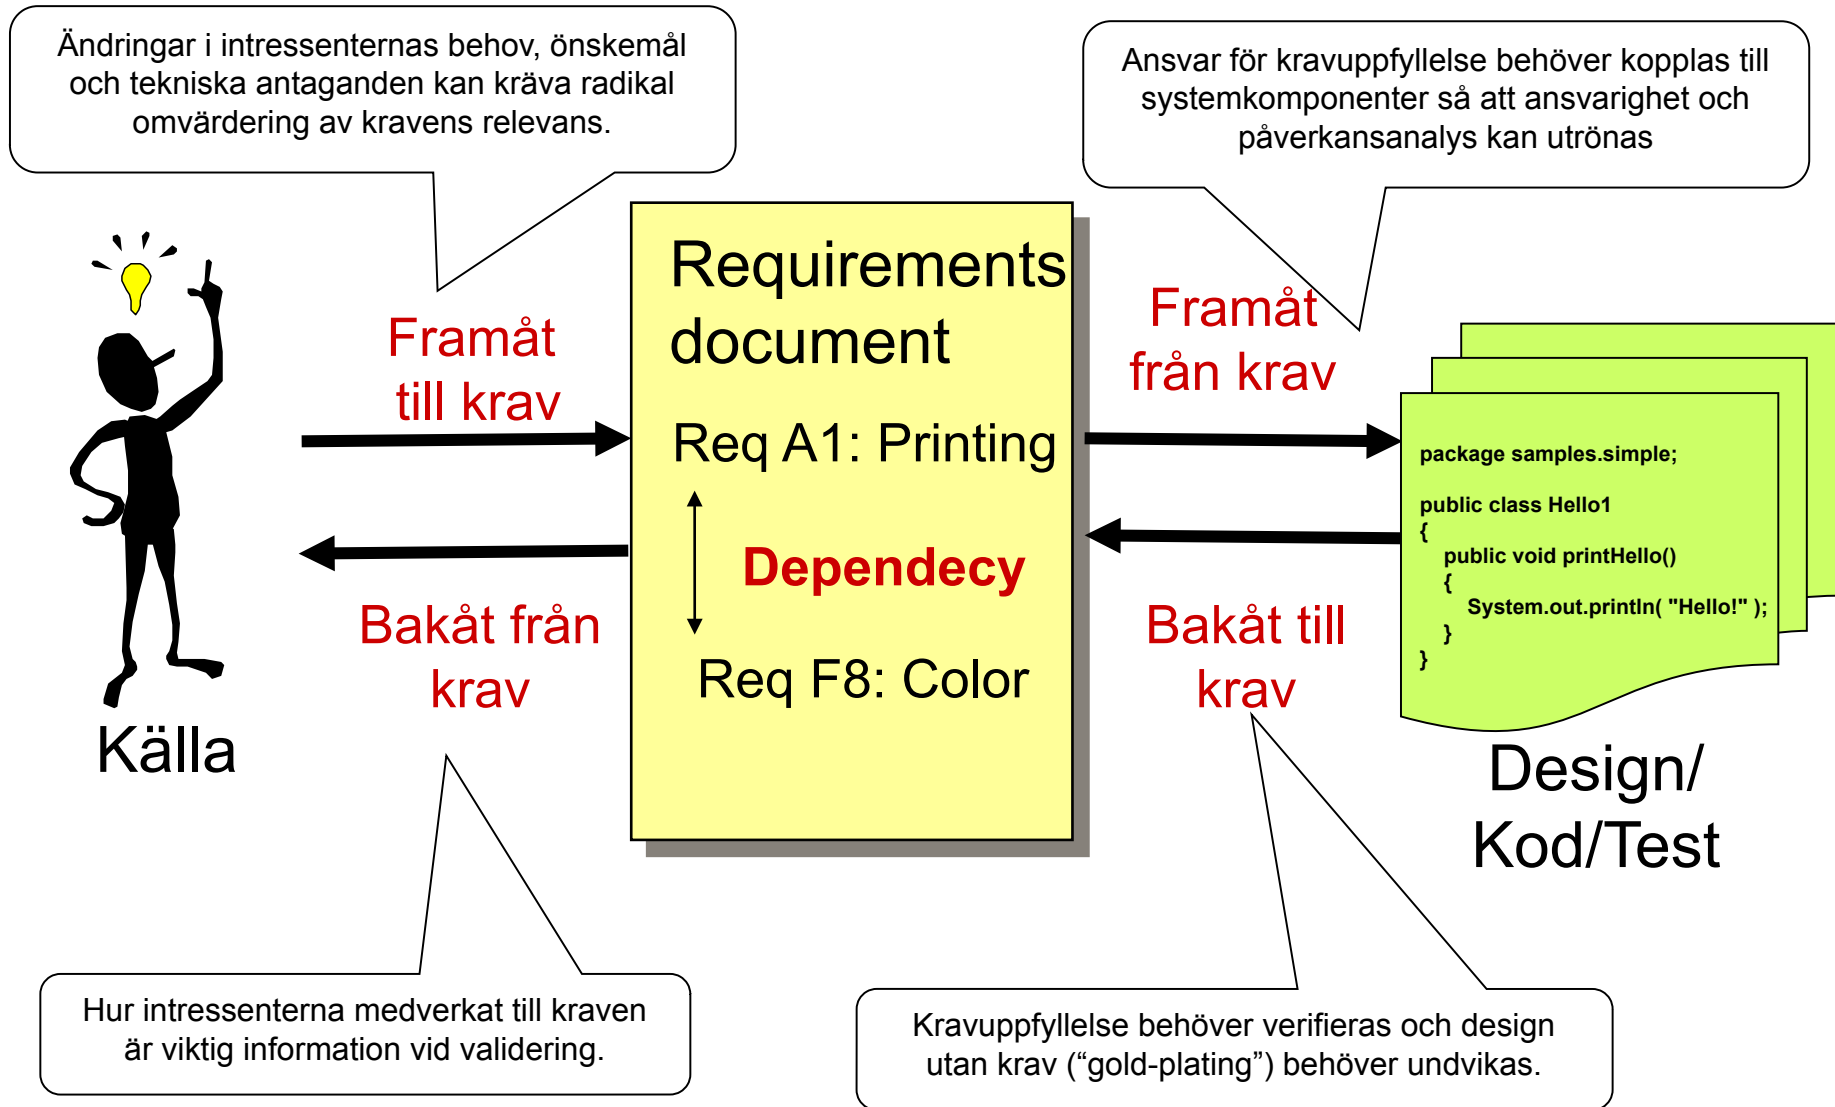 Ändringar i intressenternas behov, önskemål
och tekniska antaganden kan kräva radikal
omvärdering av kravens relevans.
Ansvar för kravuppfyllelse behöver kopplas till
systemkomponenter så att ansvarighet och
påverkansanalys kan utrönas
Framåt
till krav
Requirements
document
Req A1: Printing
Dependecy
Req F8: Color
Framåt
från krav
package samples.simple;
public class Hello1
{
public void printHello()
{
System.out.println( "Hello!" );
}
}
Bakåt från
krav
Bakåt till
krav
Källa
Design/
Kod/Test
Hur intressenterna medverkat till kraven
är viktig information vid validering.
Kravuppfyllelse behöver verifieras och design
utan krav (“gold-plating”) behöver undvikas.